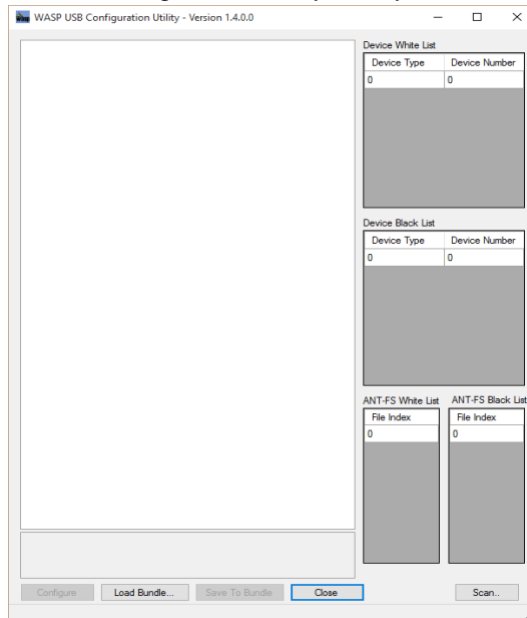 WASP USB Configuration Utility - Version 1.4.0.0
Device White List
Device Type Device Number
0 0
Device Black List
Device Type Device Number
0 0
ANT-FS White List ANT-FS Black List
File Index File Index
0 0
Configure Load Bundle... Save To Bundle Close Scan..